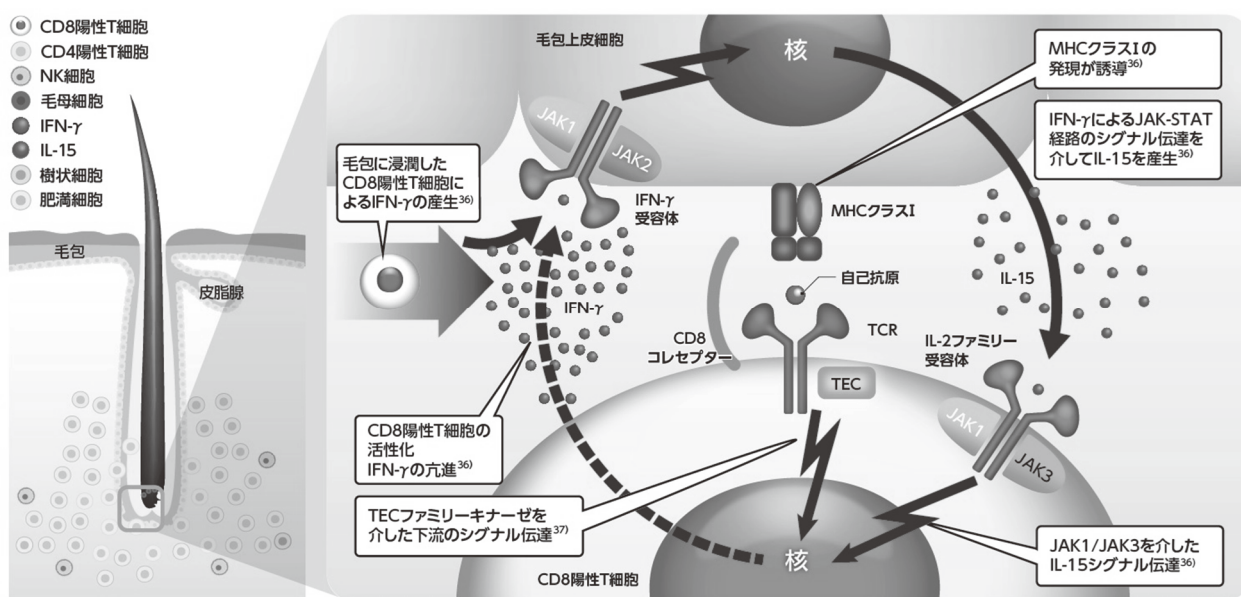 CD8陽性T細胞
CD4陽性T細胞
NK細胞
毛母細胞
IFN-γ
IL-15
樹状細胞
肥満細胞
毛包
皮脂腺
毛包上皮細胞
核
JAK1
JAK2
毛包に浸潤した
CD8陽性T細胞に
よるIFN-γの産生36)
IFN-γ
受容体
IFN-γ
MHCクラスIの
発現が誘導36)
IFN-γによるJAK-STAT
経路のシグナル伝達を
介してIL-15を産生36)
MHCクラスI
自己抗原
IL-15
TCR
CD8
コレセプター
TEC
IL-2ファミリー
受容体
JAK1
JAK3
CD8陽性T細胞の
活性化
IFN-γの亢進36)
TECファミリーキナーゼを
介した下流のシグナル伝達37)
核
CD8陽性T細胞
JAK1/JAK3を介した
IL-15シグナル伝達36)